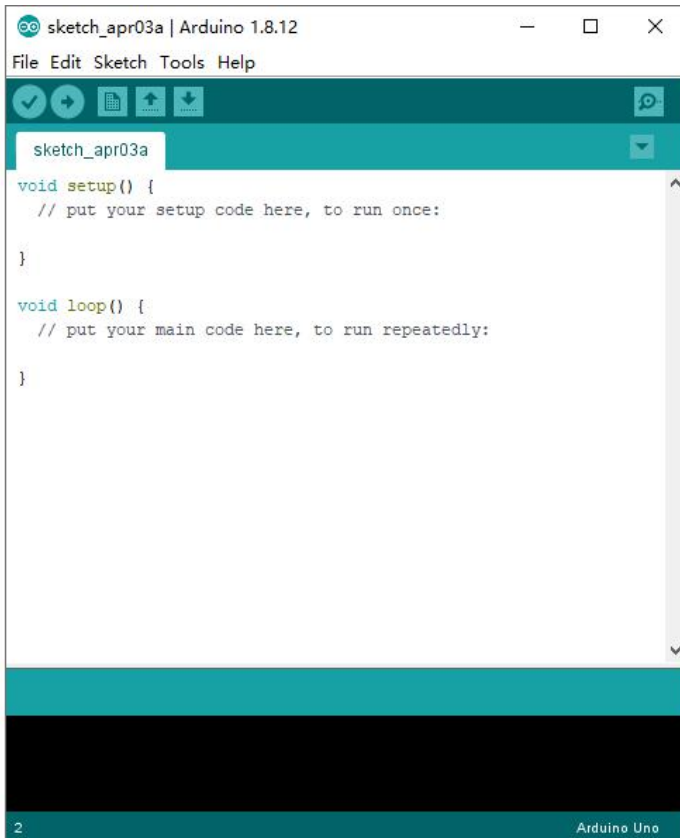 sketch_apr03a | Arduino 1.8.12
File Edit Sketch Tools Help
sketch_apr03a
void setup() {
  // put your setup code here, to run once:
}
void loop() {
  // put your main code here, to run repeatedly:
}
2 Arduino Uno